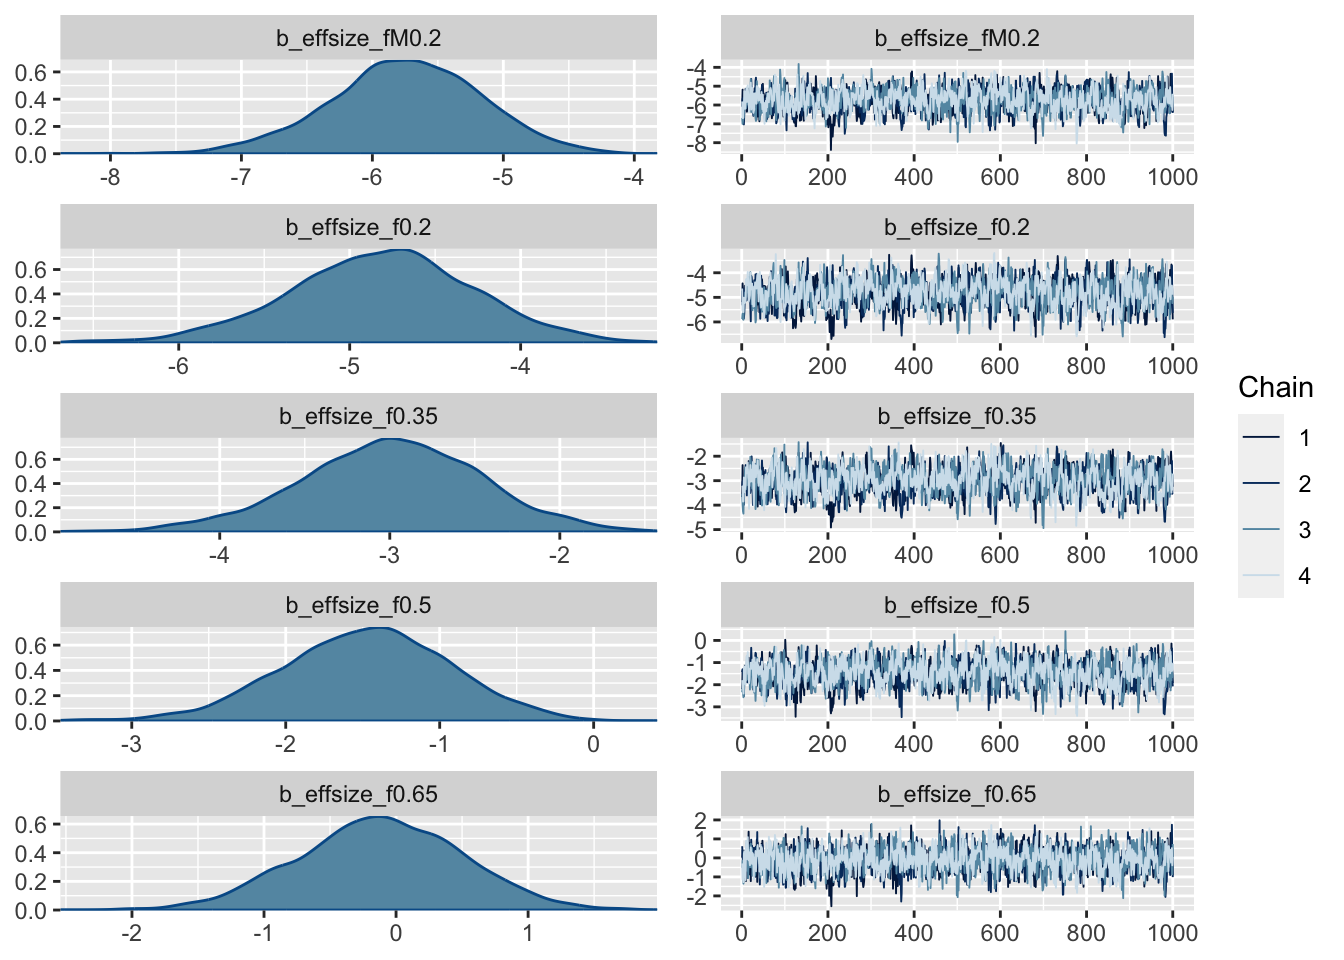 b_effsize_fM0.2
0.6
0.4
0.2
0.0
-8 -7 -6 -5 -4
b_effsize_fM0.2
-4
-5
-6
-7
-8
0 200 400 600 800 1000
b_effsize_f0.2
0.6
0.4
0.2
0.0
-6 -5 -4
b_effsize_f0.2
-4
-5
-6
0 200 400 600 800 1000
b_effsize_f0.35
0.6
0.4
0.2
0.0
-4 -3 -2
b_effsize_f0.35
-2
-3
-4
-5
0 200 400 600 800 1000
b_effsize_f0.5
0.6
0.4
0.2
0.0
-3 -2 -1 0
b_effsize_f0.5
0
-1
-2
-3
0 200 400 600 800 1000
b_effsize_f0.65
0.6
0.4
0.2
0.0
-2 -1 0 1
b_effsize_f0.65
2
1
0
-1
-2
0 200 400 600 800 1000
Chain
1
2
3
4